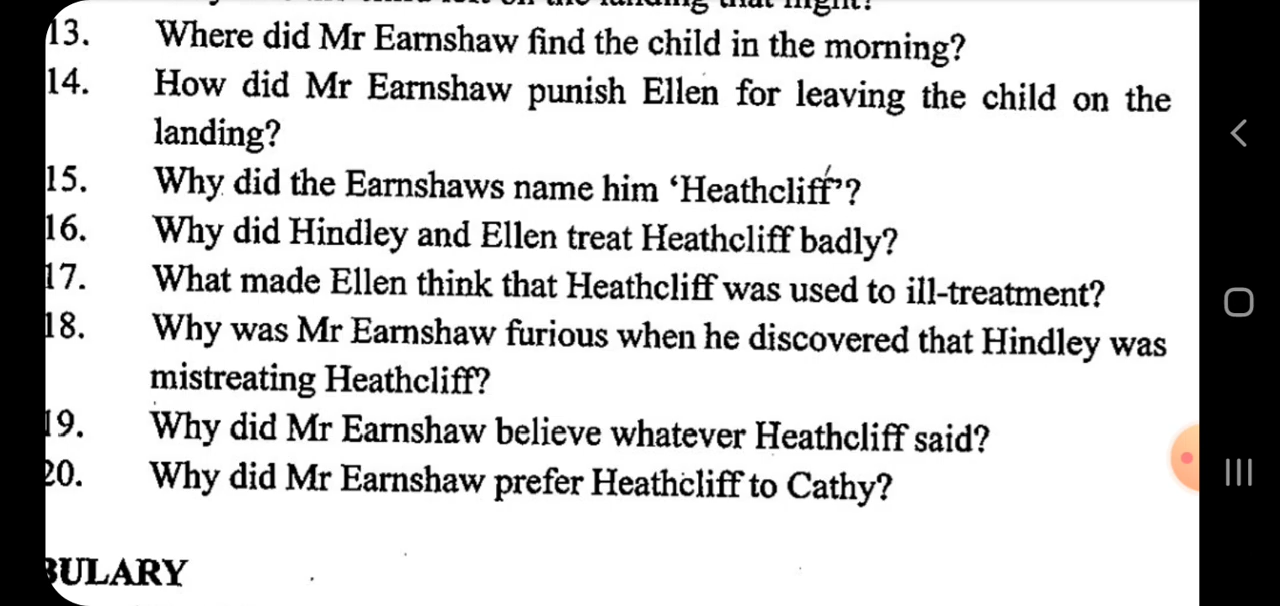 that night?
13. Where did Mr Earnshaw find the child in the morning?
14. How did Mr Earnshaw punish Ellen for leaving the child on the
landing?
15. Why did the Earnshaws name him ‘Heathcliff’?
16. Why did Hindley and Ellen treat Heathcliff badly?
17. What made Ellen think that Heathcliff was used to ill-treatment?
18. Why was Mr Earnshaw furious when he discovered that Hindley was
mistreating Heathcliff?
19. Why did Mr Earnshaw believe whatever Heathcliff said?
20. Why did Mr Earnshaw prefer Heathcliff to Cathy?
BULARY